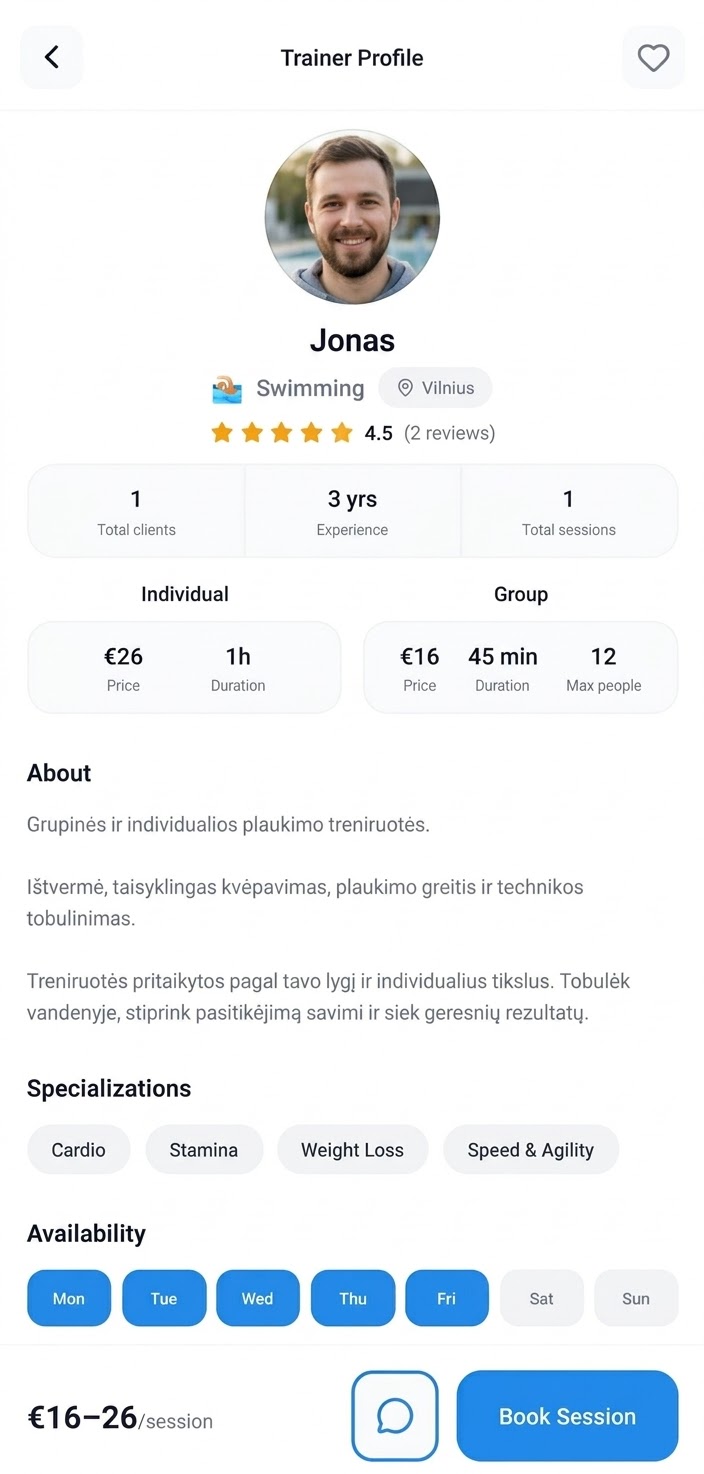 Trainer Profile
Jonas
Swimming Vilnius
4.5 (2 reviews)
1 3 yrs 1
Total clients Experience Total sessions
Individual Group
€26 1h €16 45 min 12
Price Duration Price Duration Max people
About
Grupinės ir individualios plaukimo treniruotės.
Ištvermė, taisyklingas kvėpavimas, plaukimo greitis ir technikos
tobulinimas.
Treniruotės pritaikytos pagal tavo lygį ir individualius tikslus. Tobulėk
vandenyje, stiprink pasitikėjimą savimi ir siek geresnių rezultatų.
Specializations
Cardio Stamina Weight Loss Speed & Agility
Availability
Mon Tue Wed Thu Fri Sat Sun
€16–26/session Book Session